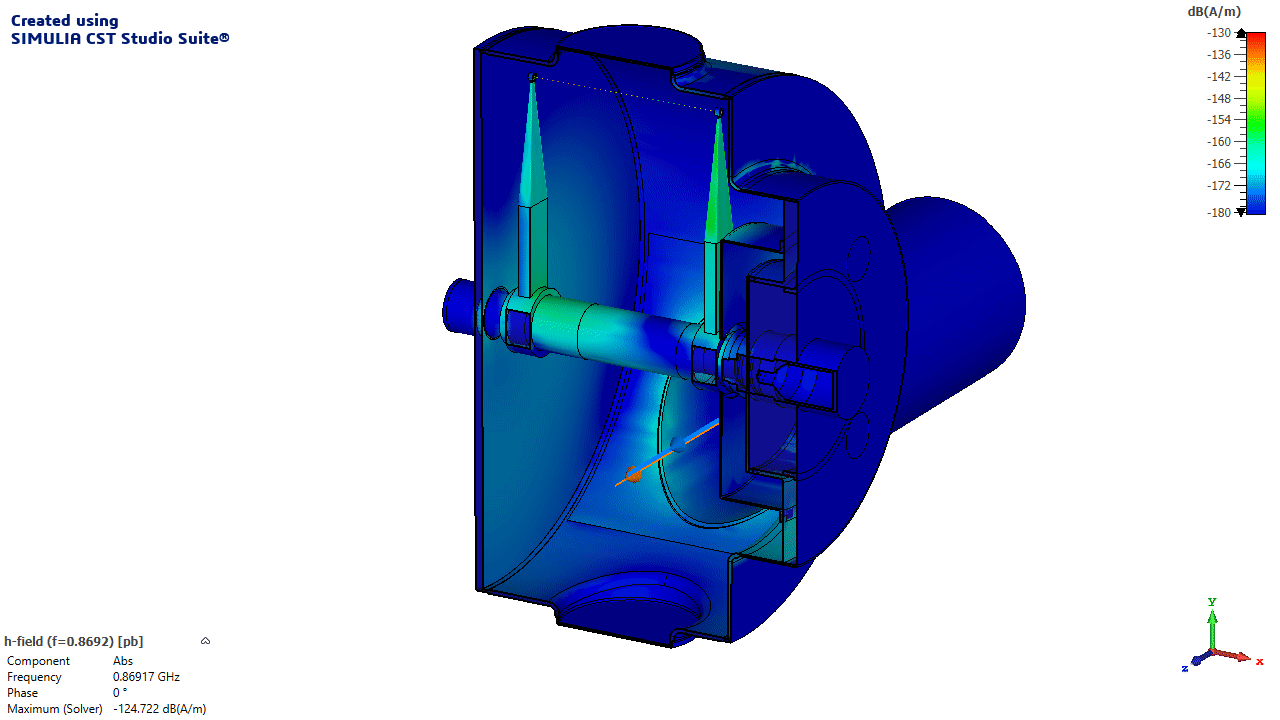 Created using
SIMULIA CST Studio Suite®
dB(A/m)
-130
-136
-142
-148
-154
-160
-166
-172
-180
h-field (f=0.8692) [pb]
Component Abs
Frequency 0.86917 GHz
Phase 0 °
Maximum (Solver) -124.722 dB(A/m)
y
x
z